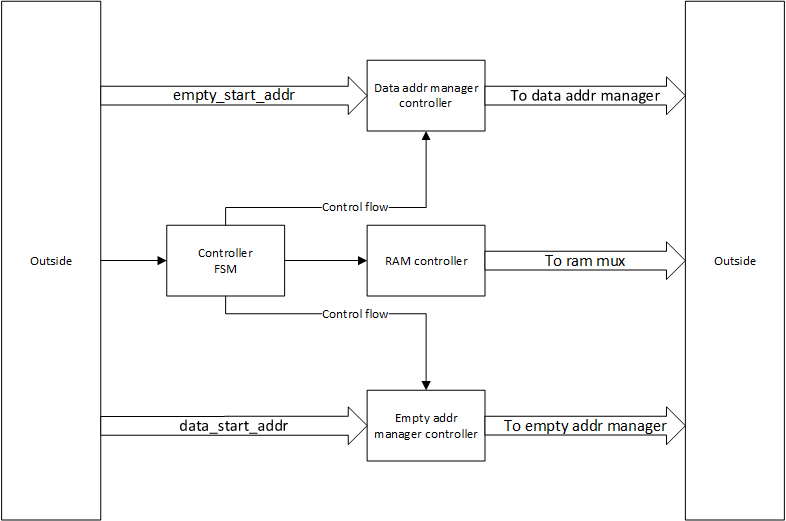 empty_start_addr
Data addr manager
controller
To data addr manager
Control flow
Outside
Controller
FSM
RAM controller
To ram mux
Outside
Control flow
data_start_addr
Empty addr
manager controller
To empty addr manager